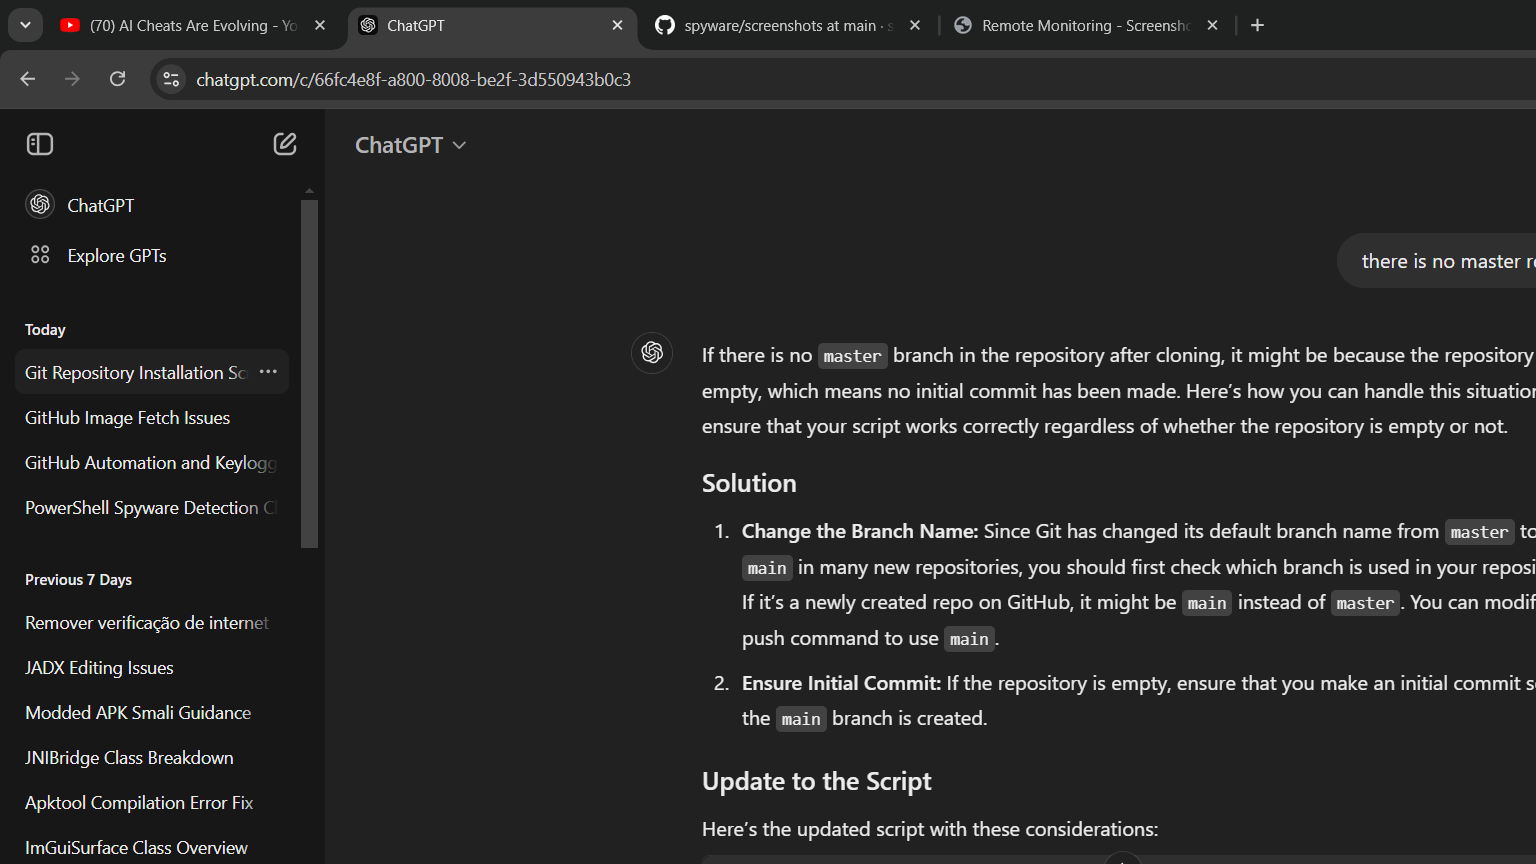 (70) AI Cheats Are Evolving - Yo
ChatGPT
spyware/screenshots at main · s
Remote Monitoring - Screensho
chatgpt.com/c/66fc4e8f-a800-8008-be2f-3d550943b0c3
ChatGPT
ChatGPT
Explore GPTs
Today
Git Repository Installation Sc
GitHub Image Fetch Issues
GitHub Automation and Keylogg
PowerShell Spyware Detection Cl
Previous 7 Days
Remover verificação de internet
JADX Editing Issues
Modded APK Smali Guidance
JNIBridge Class Breakdown
Apktool Compilation Error Fix
ImGuiSurface Class Overview
there is no master re
If there is no master branch in the repository after cloning, it might be because the repository
empty, which means no initial commit has been made. Here's how you can handle this situation
ensure that your script works correctly regardless of whether the repository is empty or not.
Solution
1. Change the Branch Name: Since Git has changed its default branch name from master to
main in many new repositories, you should first check which branch is used in your reposi
If it's a newly created repo on GitHub, it might be main instead of master. You can modif
push command to use main.
2. Ensure Initial Commit: If the repository is empty, ensure that you make an initial commit so
the main branch is created.
Update to the Script
Here's the updated script with these considerations: